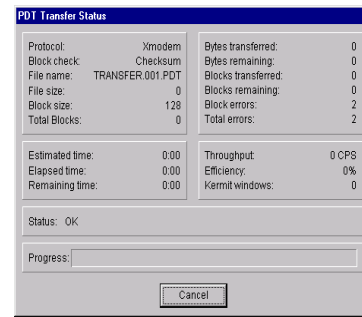 PDT Transfer Status
Protocol: Xmodem
Block check: Checksum
File name: TRANSFER.001.PDT
File size: 0
Block size: 128
Total Blocks: 0
Bytes transferred: 0
Bytes remaining: 0
Blocks transferred: 0
Blocks remaining: 0
Block errors: 2
Total errors: 2
Estimated time: 0:00
Elapsed time: 0:00
Remaining time: 0:00
Throughput: 0 CPS
Efficiency: 0%
Kermit windows: 0
Status: OK
Progress:
Cancel